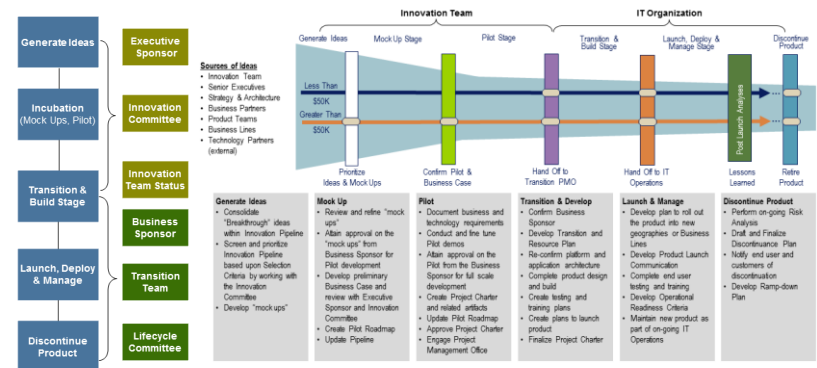 Generate Ideas
Incubation
(Mock Ups, Pilot)
Transition &
Build Stage
Launch, Deploy
& Manage
Discontinue
Product
Executive
Sponsor
Innovation
Committee
Innovation
Team Status
Business
Sponsor
Transition
Team
Lifecycle
Committee
Innovation Team
IT Organization
Generate Ideas
Mock Up Stage
Pilot Stage
Transition &
Build Stage
Launch, Deploy &
Manage Stage
Discontinue
Product
Sources of Ideas
• Innovation Team
• Senior Executives
• Strategy & Architecture
• Business Partners
• Product Teams
• Business Lines
• Technology Partners
(external)
Less Than
$50K
Greater Than
$50K
Post Launch Analyses
Prioritize
Ideas & Mock Ups
Confirm Pilot &
Business Case
Hand Off to
Transition PMO
Hand Off to IT
Operations
Lessons
Learned
Retire
Product
Generate Ideas
• Consolidate
"Breakthrough" ideas
within Innovation Pipeline
• Screen and prioritize
Innovation Pipeline
based upon Selection
Criteria by working with
the Innovation
Committee
• Develop "mock ups"
Mock Up
• Review and refine "mock
ups"
• Attain approval on the
"mock ups" from
Business Sponsor for
Pilot development
• Develop preliminary
Business Case and
review with Executive
Sponsor and Innovation
Committee
• Create Pilot Roadmap
• Update Pipeline
Pilot
• Document business and
technology requirements
• Conduct and fine tune
Pilot demos
• Attain approval on the
Pilot from the Business
Sponsor for full scale
development
• Create Project Charter
and related artifacts
• Update Pilot Roadmap
• Approve Project Charter
• Engage Project
Management Office
Transition & Develop
• Confirm Business
Sponsor
• Develop Transition and
Resource Plan
• Re-confirm platform and
application architecture
• Complete product design
and build
• Create testing and
training plans
• Create plans to launch
product
• Finalize Project Charter
Launch & Manage
• Develop plan to roll out
the product into new
geographies or Business
Lines
• Develop Product Launch
Communication
• Complete end user
testing and training
• Develop Operational
Readiness Criteria
• Maintain new product as
part of on-going IT
Operations
Discontinue Product
• Perform on-going Risk
Analysis
• Draft and Finalize
Discontinuance Plan
• Notify end user and
customers of
discontinuation
• Develop Ramp-down
Plan